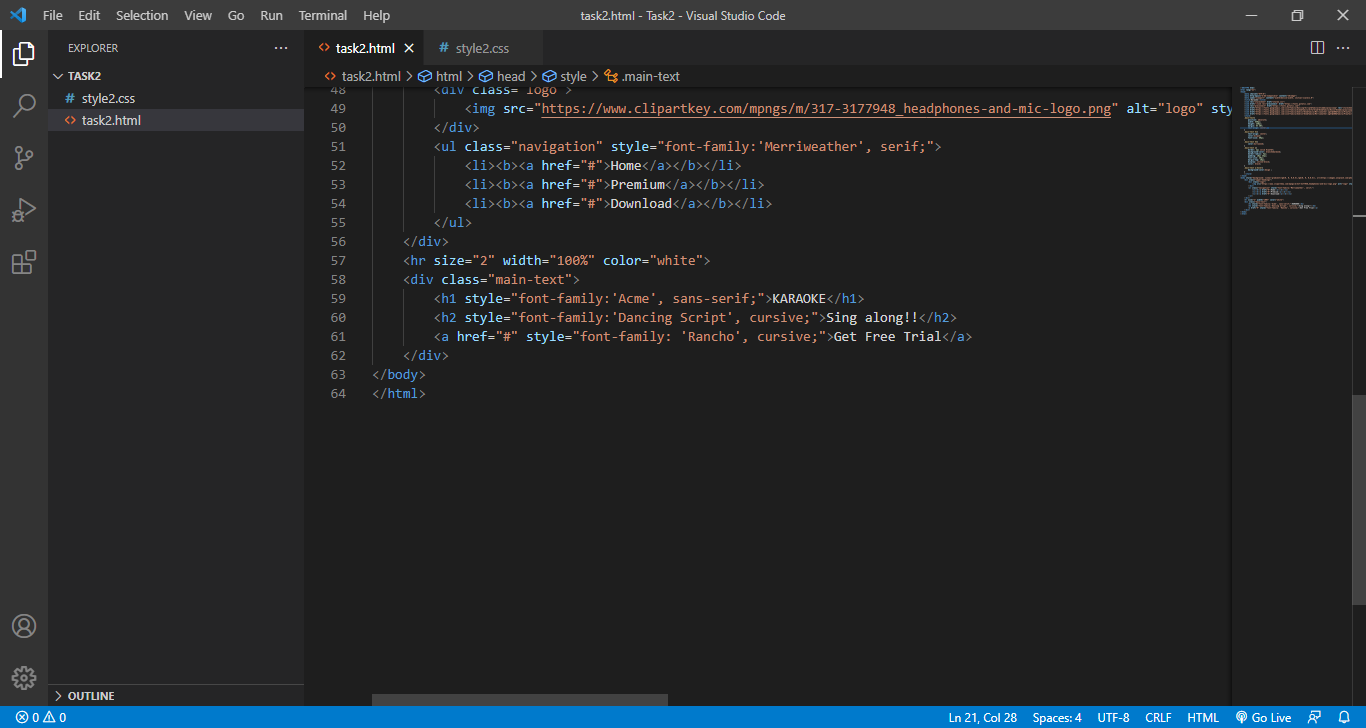 File Edit Selection View Go Run Terminal Help task2.html - Task2 - Visual Studio Code
EXPLORER
task2.html
style2.css
TASK2
task2.html > html > head > style > .main-text
style2.css
task2.html
48 <div class="logo">
49 <img src="https://www.clipartkey.com/mpngs/m/317-3177948_headphones-and-mic-logo.png" alt="logo" sty
50 </div>
51 <ul class="navigation" style="font-family:'Merriweather', serif;">
52 <li><b><a href="#">Home</a></b></li>
53 <li><b><a href="#">Premium</a></b></li>
54 <li><b><a href="#">Download</a></b></li>
55 </ul>
56 </div>
57 <hr size="2" width="100%" color="white">
58 <div class="main-text">
59 <h1 style="font-family:'Acme', sans-serif;">KARAOKE</h1>
60 <h2 style="font-family:'Dancing Script', cursive;">Sing along!!</h2>
61 <a href="#" style="font-family: 'Rancho', cursive;">Get Free Trial</a>
62 </div>
63 </body>
64 </html>
OUTLINE
0 0 Ln 21, Col 28 Spaces: 4 UTF-8 CRLF HTML Go Live